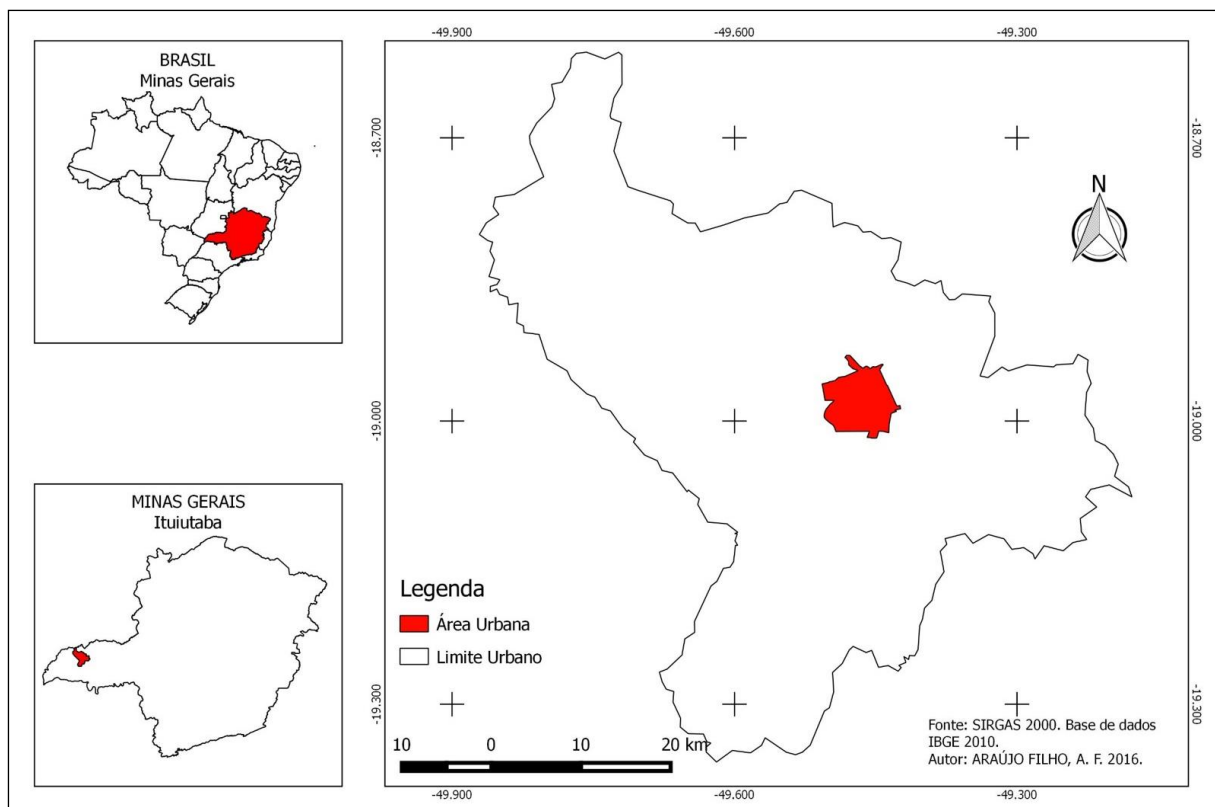 BRASIL
Minas Gerais
MINAS GERAIS
Ituiutaba
-49.900
-49.600
-49.300
-18.700
-18.700
N
-19.000
-19.000
Legenda
Área Urbana
Limite Urbano
-19.300
-19.300
10
0
10
20 km
Fonte: SIRGAS 2000. Base de dados
IBGE 2010.
Autor: ARAÚJO FILHO, A. F. 2016.
-49.900
-49.600
-49.300